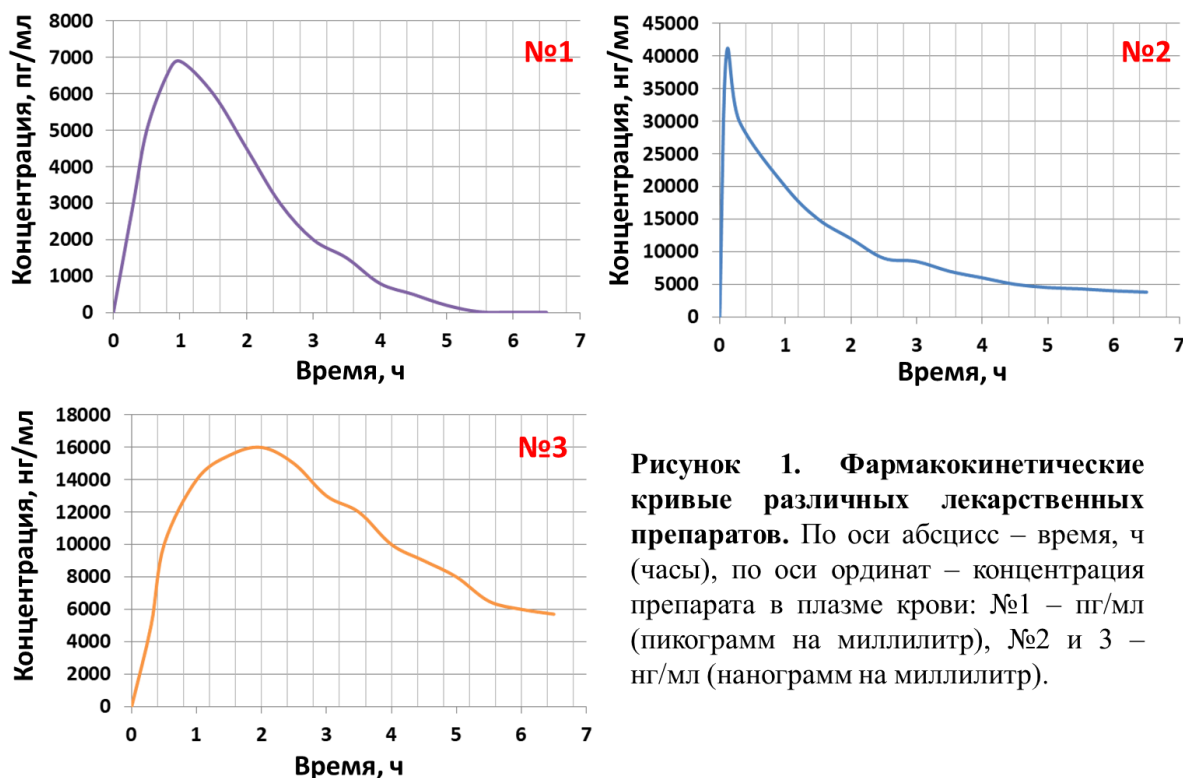 Концентрация, пг/мл
№1
8000
7000
6000
5000
4000
3000
2000
1000
0
0 1 2 3 4 5 6 7
Время, ч
Концентрация, нг/мл
№2
45000
40000
35000
30000
25000
20000
15000
10000
5000
0
0 1 2 3 4 5 6 7
Время, ч
Концентрация, нг/мл
№3
18000
16000
14000
12000
10000
8000
6000
4000
2000
0
0 1 2 3 4 5 6 7
Время, ч
Рисунок 1. Фармакокинетические
кривые различных лекарственных
препаратов. По оси абсцисс – время, ч
(часы), по оси ординат – концентрация
препарата в плазме крови: №1 – пг/мл
(пикограмм на миллилитр), №2 и 3 –
нг/мл (нанограмм на миллилитр).